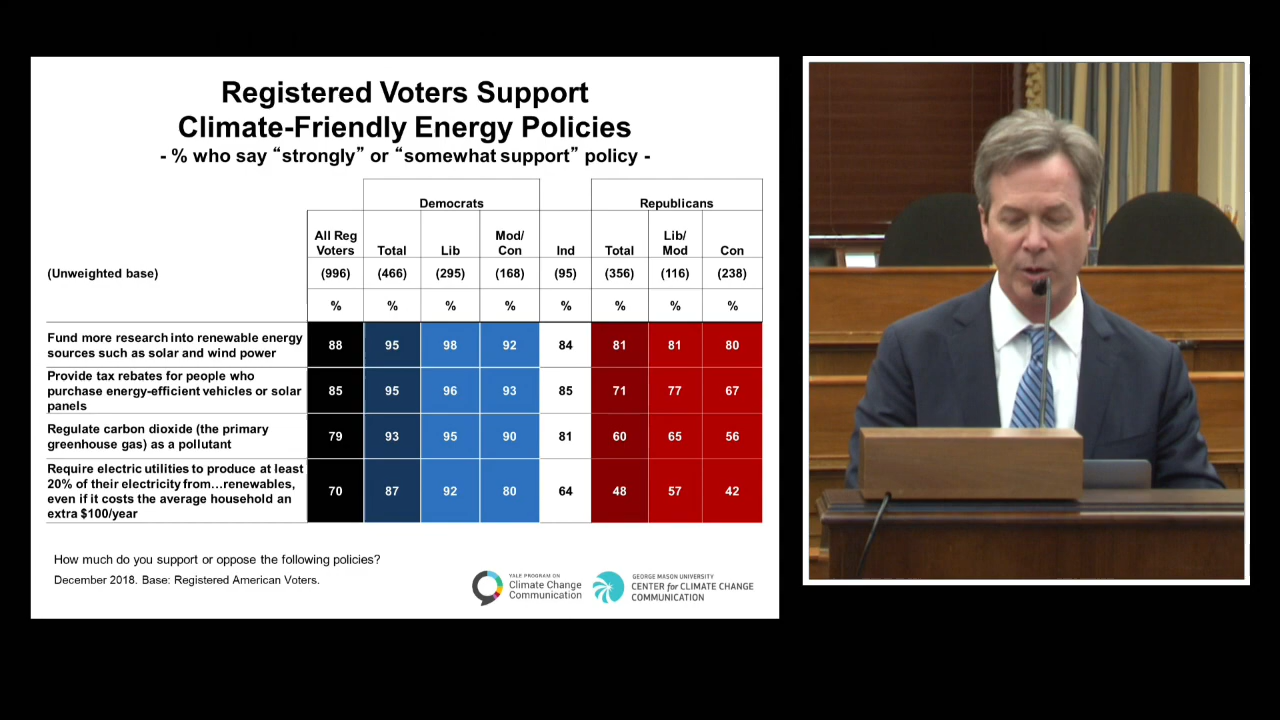 Registered Voters Support
Climate-Friendly Energy Policies
- % who say “strongly” or “somewhat support” policy -
Democrats
Republicans
All Reg
Voters
Total
Lib
Mod/
Con
Ind
Total
Lib/
Mod
Con
(Unweighted base) (996) (466) (295) (168) (95) (356) (116) (238)
% % % % % % % %
Fund more research into renewable energy
sources such as solar and wind power
88 95 98 92 84 81 81 80
Provide tax rebates for people who
purchase energy-efficient vehicles or solar
panels
85 95 96 93 85 71 77 67
Regulate carbon dioxide (the primary
greenhouse gas) as a pollutant
79 93 95 90 81 60 65 56
Require electric utilities to produce at least
20% of their electricity from…renewables,
even if it costs the average household an
extra $100/year
70 87 92 80 64 48 57 42
How much do you support or oppose the following policies?
December 2018. Base: Registered American Voters.
YALE PROGRAM ON
Climate Change
Communication
GEORGE MASON UNIVERSITY
CENTER for CLIMATE CHANGE
COMMUNICATION